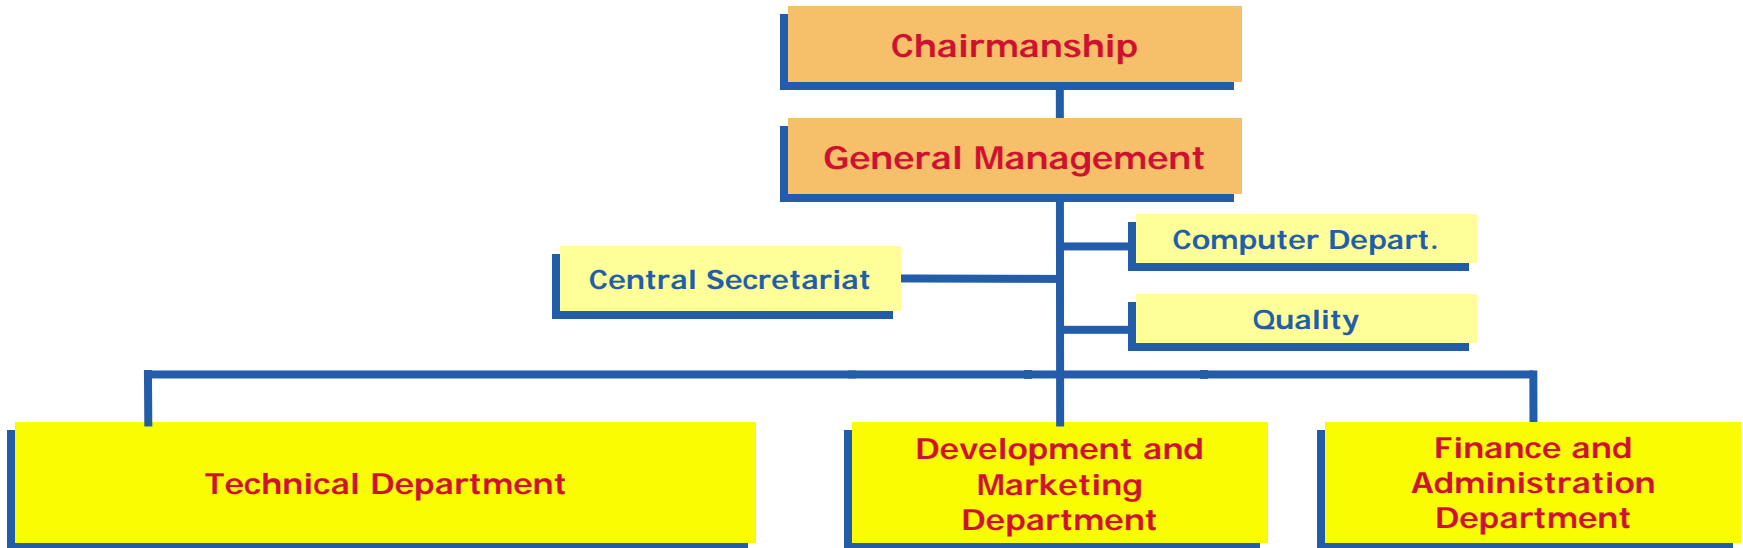 Chairmanship
General Management
Computer Depart.
Central Secretariat
Quality
Technical Department
Development and
Marketing
Department
Finance and
Administration
Department